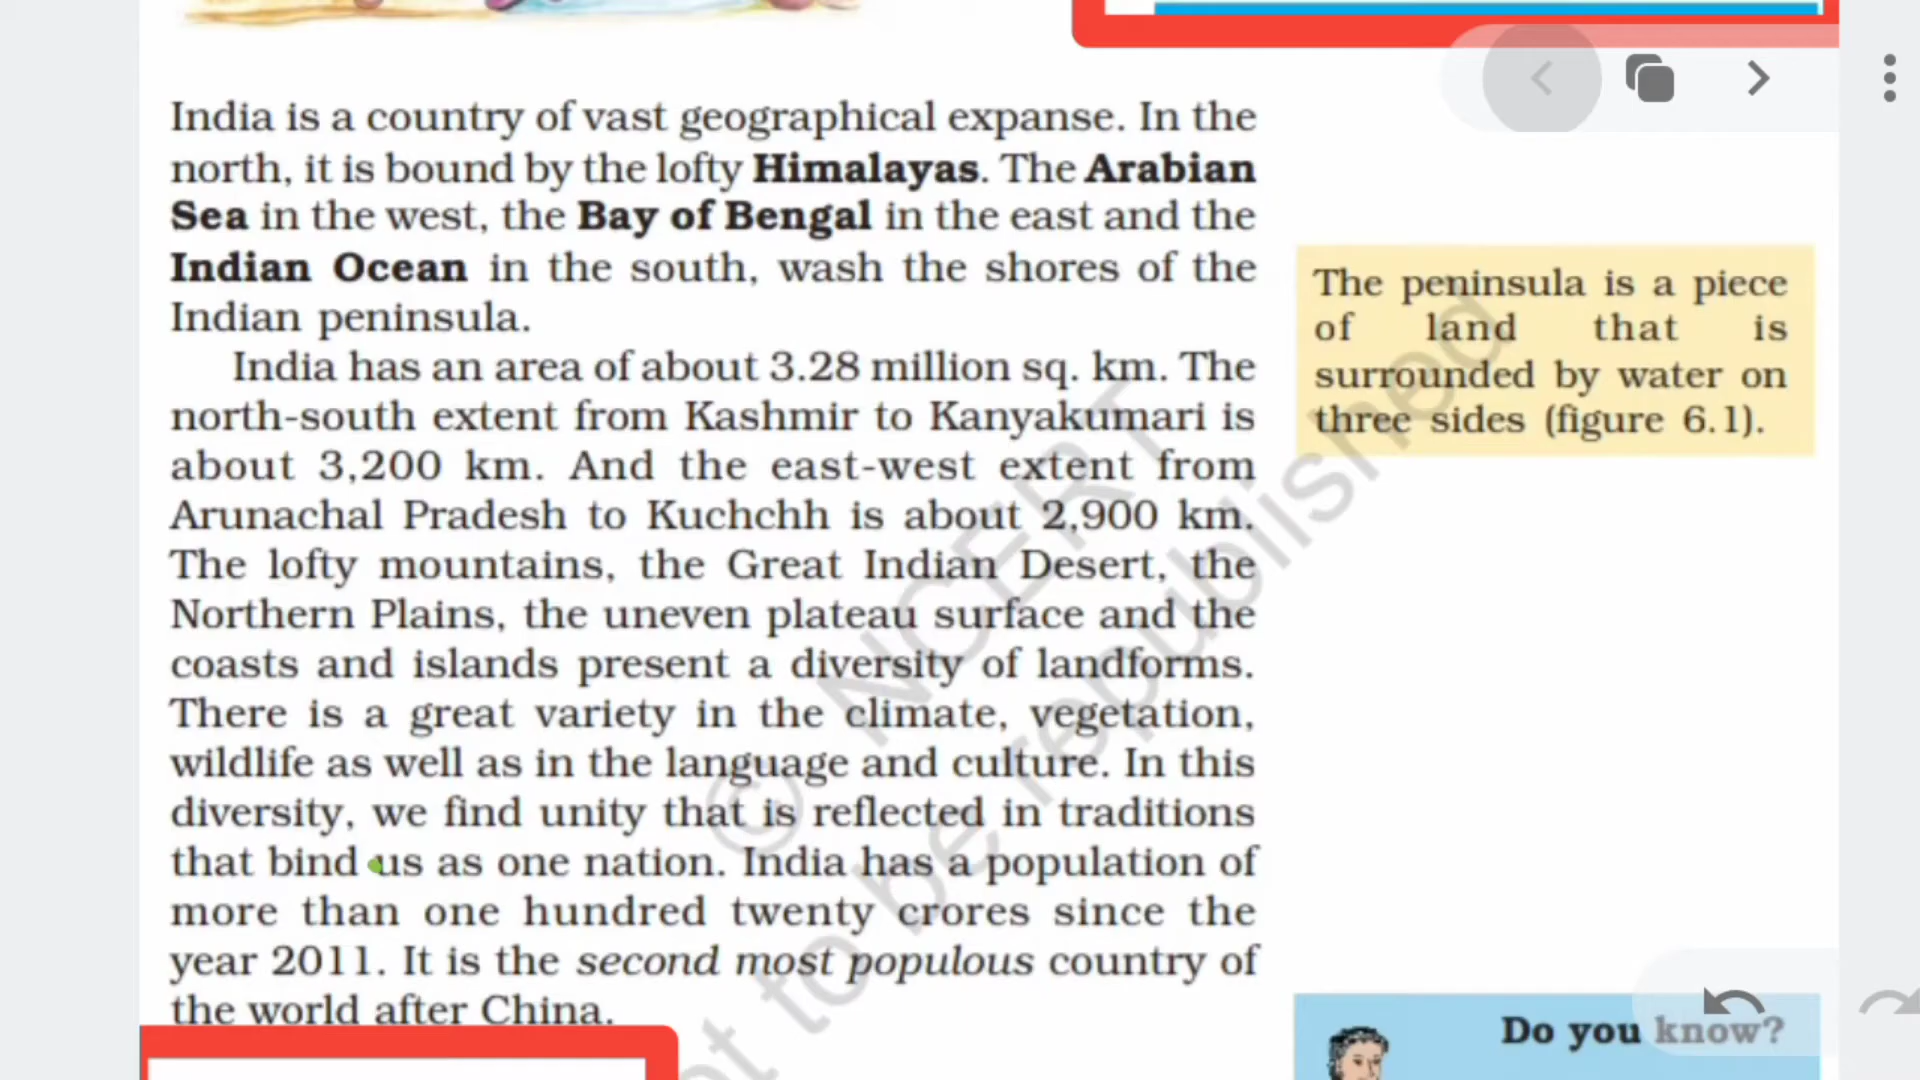 India is a country of vast geographical expanse. In the
north, it is bound by the lofty Himalayas. The Arabian
Sea in the west, the Bay of Bengal in the east and the
Indian Ocean in the south, wash the shores of the
Indian peninsula.
India has an area of about 3.28 million sq. km. The
north-south extent from Kashmir to Kanyakumari is
about 3,200 km. And the east-west extent from
Arunachal Pradesh to Kuchchh is about 2,900 km.
The lofty mountains, the Great Indian Desert, the
Northern Plains, the uneven plateau surface and the
coasts and islands present a diversity of landforms.
There is a great variety in the climate, vegetation,
wildlife as well as in the language and culture. In this
diversity, we find unity that is reflected in traditions
that bind us as one nation. India has a population of
more than one hundred twenty crores since the
year 2011. It is the second most populous country of
the world after China.
The peninsula is a piece
of land that is
surrounded by water on
three sides (figure 6.1).
Do you know?
© NCERT
not to be republished